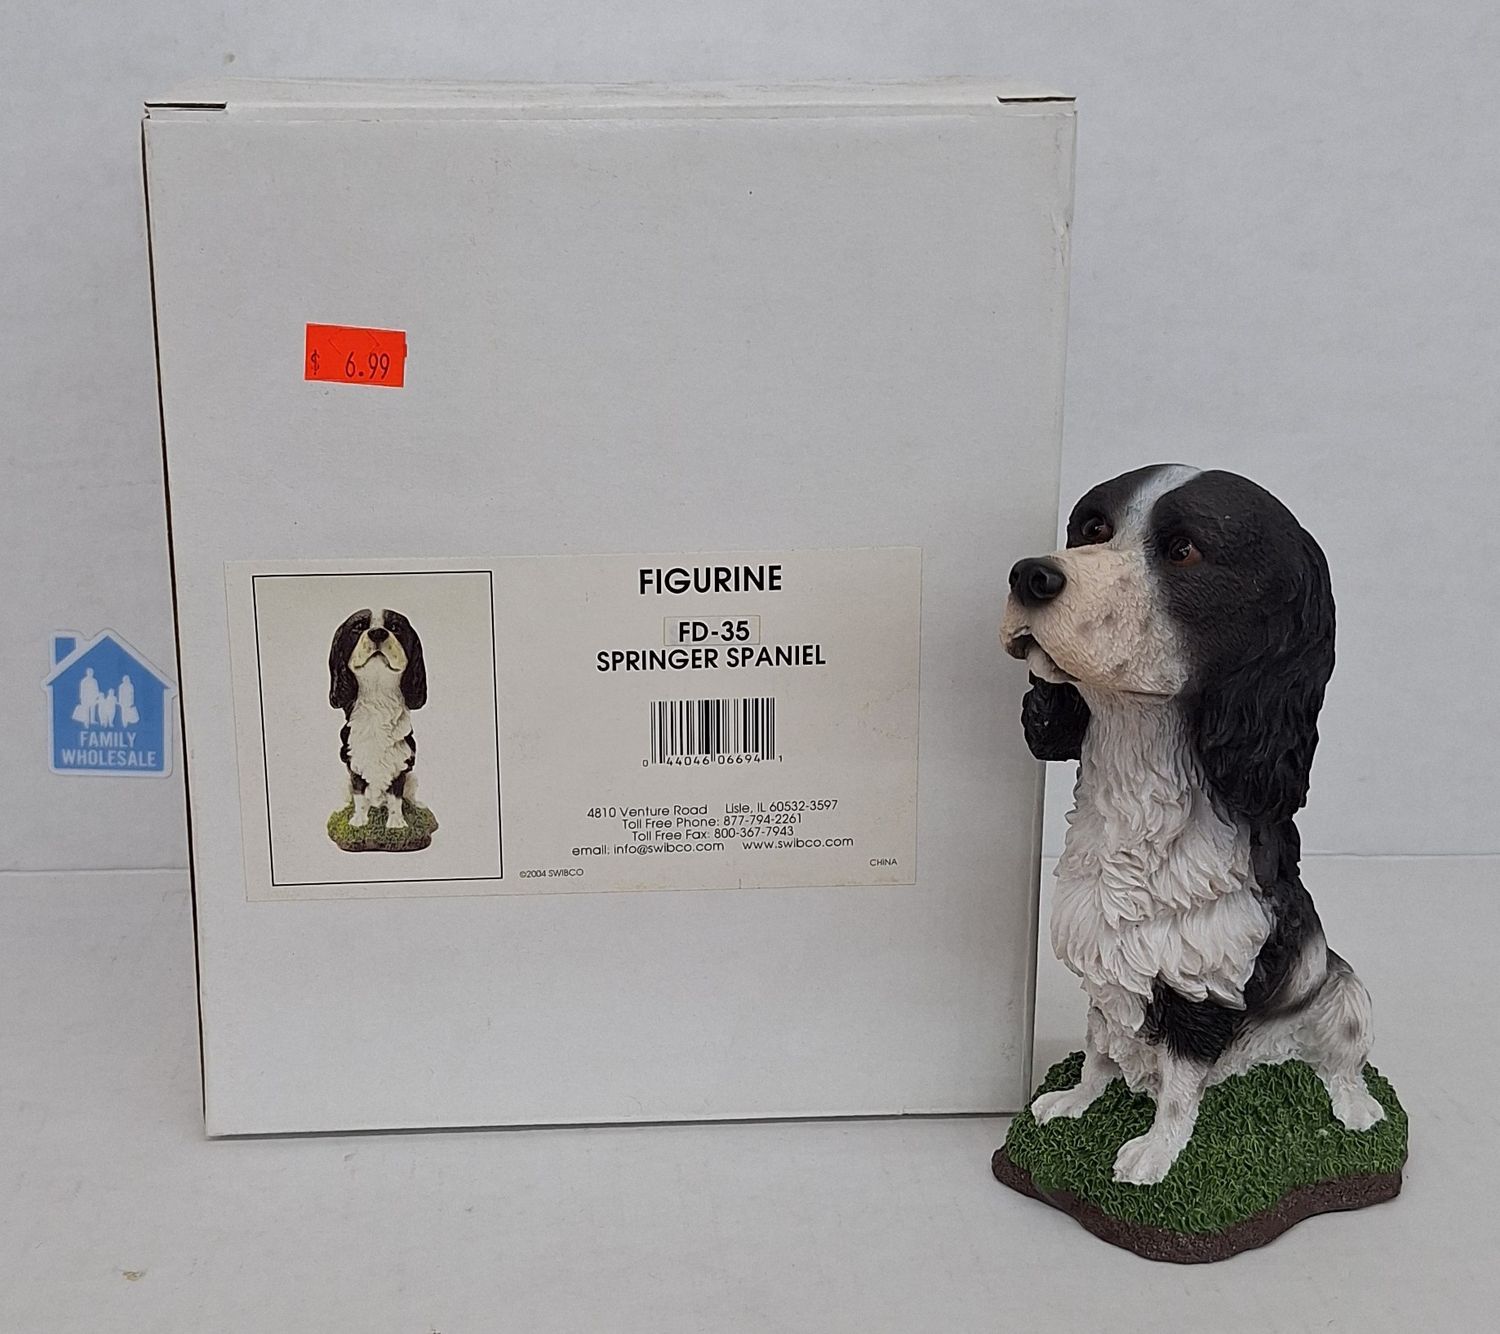 $ 6.99
FIGURINE
FD-35
SPRINGER SPANIEL
0 44046 06694 1
4810 Venture Road Lisle, IL 60532-3597
Toll Free Phone: 877-794-2261
Toll Free Fax: 800-367-7943
email: info@swibco.com www.swibco.com
©2004 SWIBCO
CHINA
FAMILY
WHOLESALE